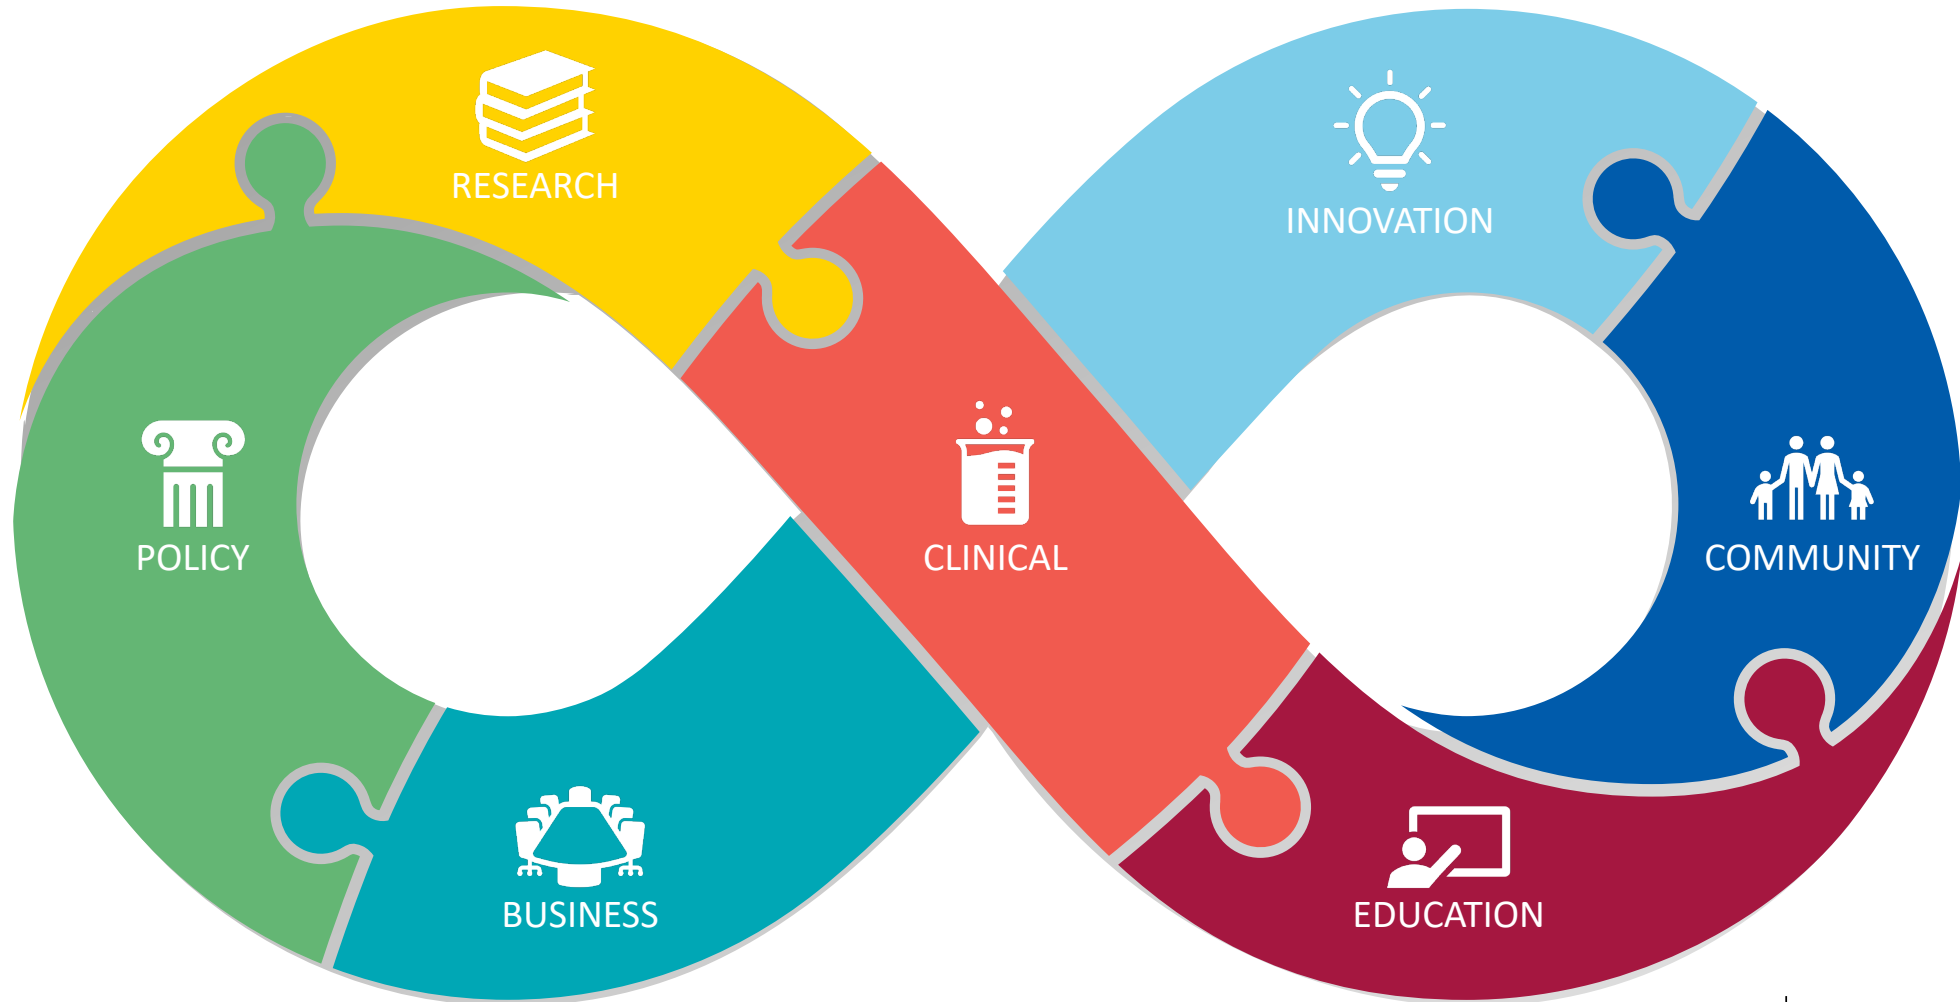 RESEARCH
INNOVATION
POLICY
CLINICAL
COMMUNITY
BUSINESS
EDUCATION